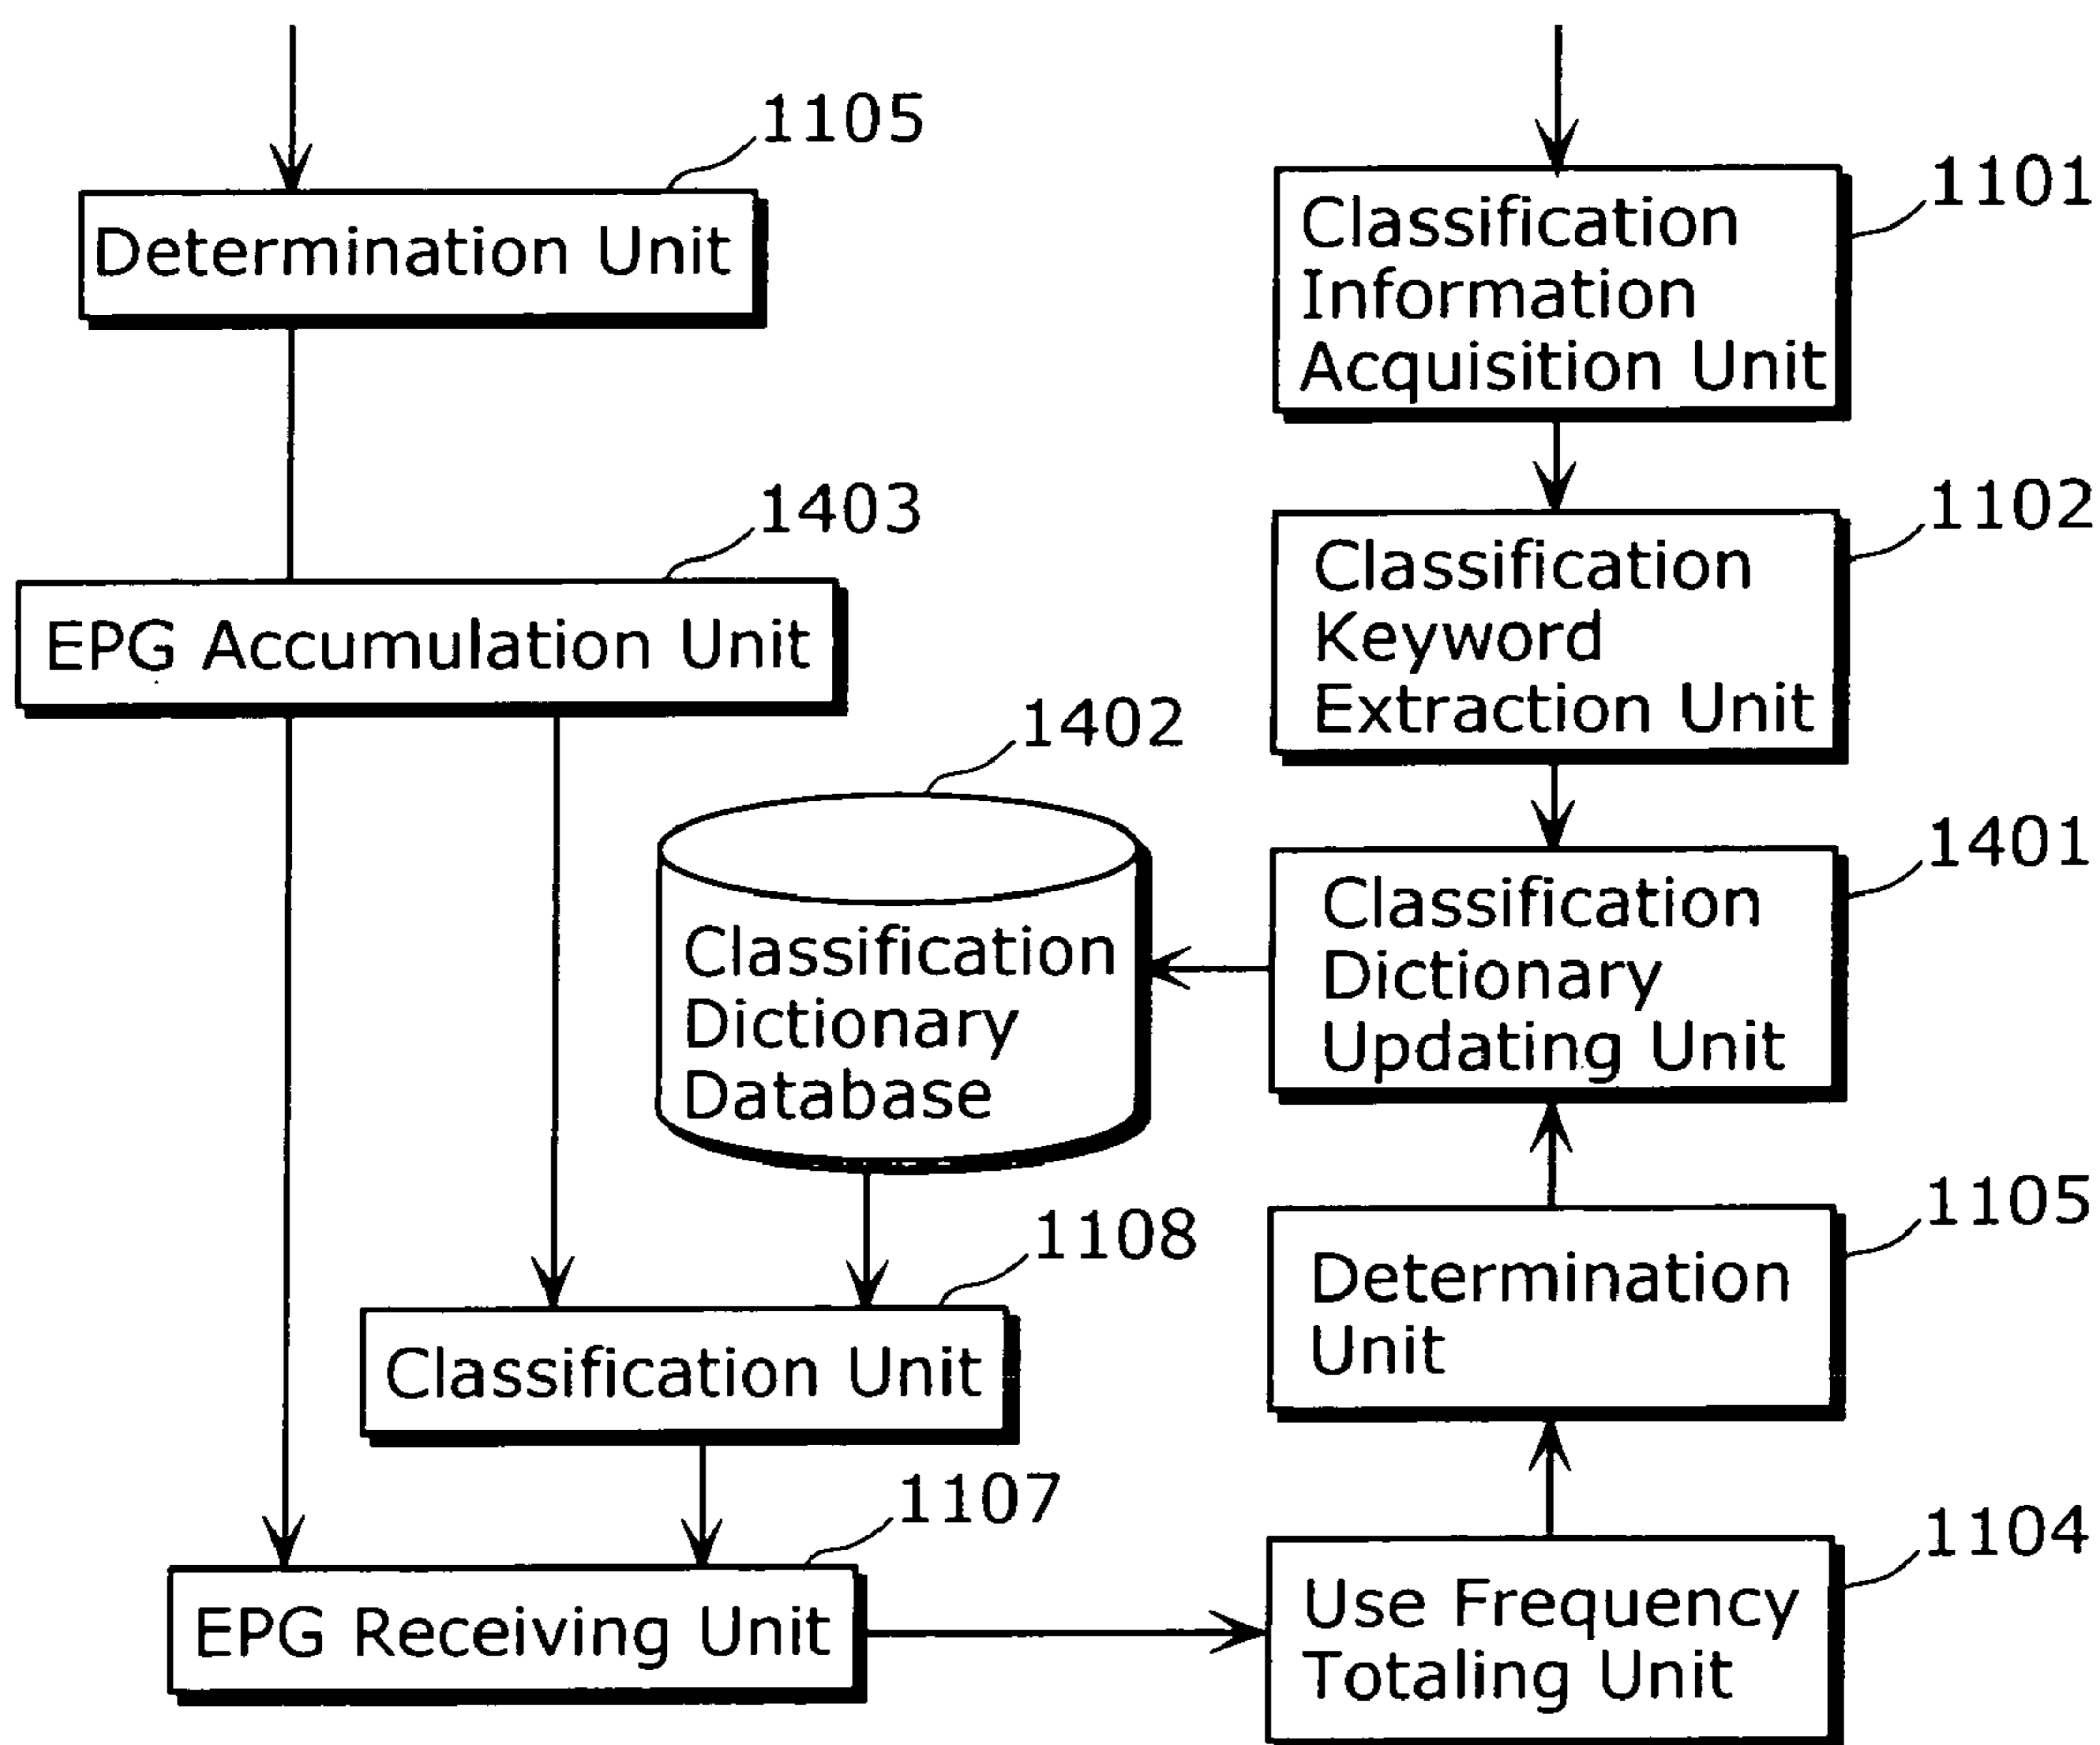 1105
Determination Unit
1403
EPG Accumulation Unit
1402
Classification
Dictionary
Database
1108
Classification Unit
1107
EPG Receiving Unit
1101
Classification
Information
Acquisition Unit
1102
Classification
Keyword
Extraction Unit
1401
Classification
Dictionary
Updating Unit
1105
Determination
Unit
1104
Use Frequency
Totaling Unit